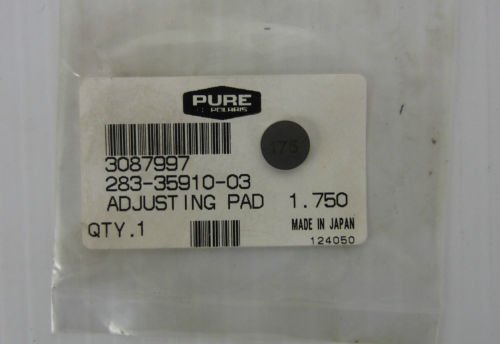 PURE
POLARIS
175
3087997
283-35910-03
ADJUSTING PAD 1.750
QTY.1 MADE IN JAPAN
124050